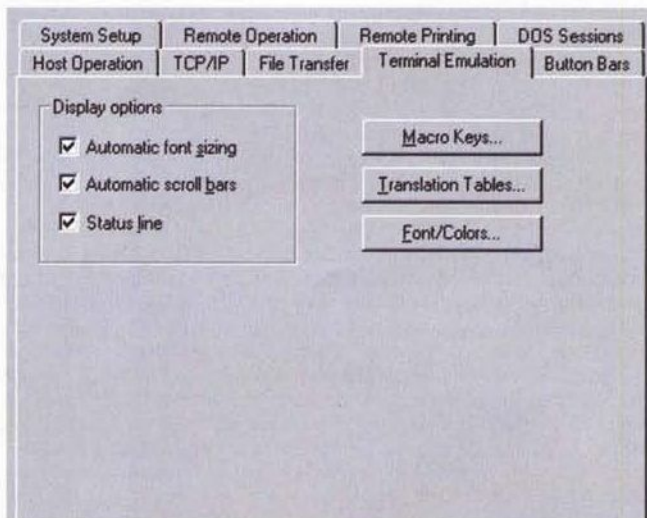 System Setup Remote Operation Remote Printing DOS Sessions
Host Operation TCP/IP File Transfer Terminal Emulation Button Bars
Display options
Automatic font sizing
Automatic scroll bars
Status line
Macro Keys...
Translation Tables...
Font/Colors...